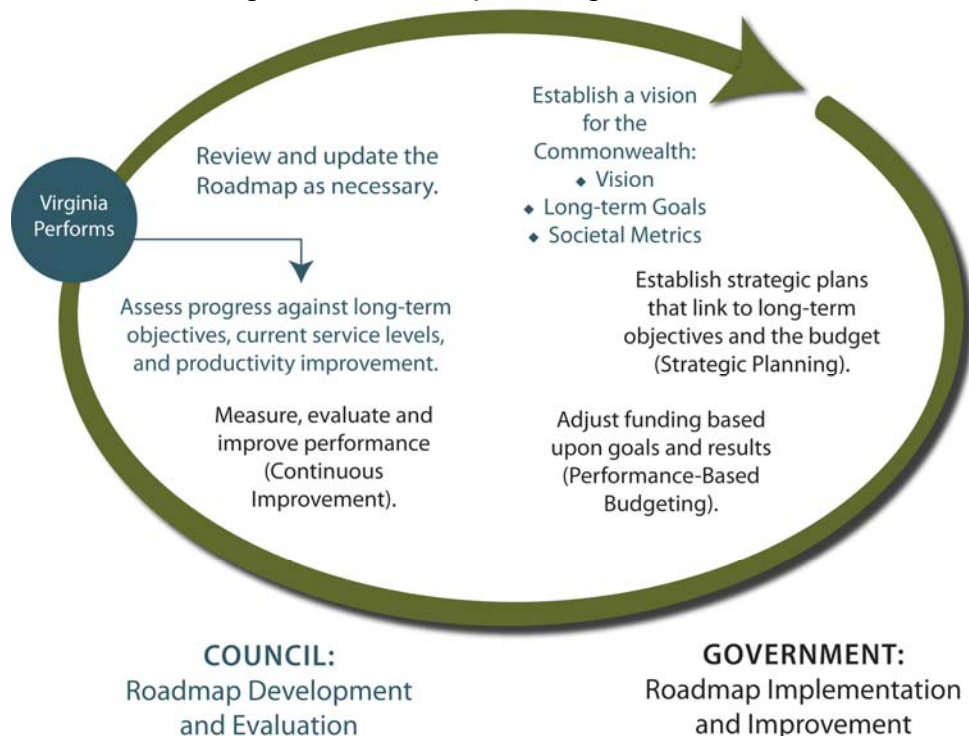 Establish a vision
for the
Commonwealth:
◆ Vision
◆ Long-term Goals
◆ Societal Metrics
Review and update the
Roadmap as necessary.
Virginia
Performs
Establish strategic plans
that link to long-term
objectives and the budget
(Strategic Planning).
Assess progress against long-term
objectives, current service levels,
and productivity improvement.
Measure, evaluate and
improve performance
(Continuous
Improvement).
Adjust funding based
upon goals and results
(Performance-Based
Budgeting).
COUNCIL:
Roadmap Development
and Evaluation
GOVERNMENT:
Roadmap Implementation
and Improvement